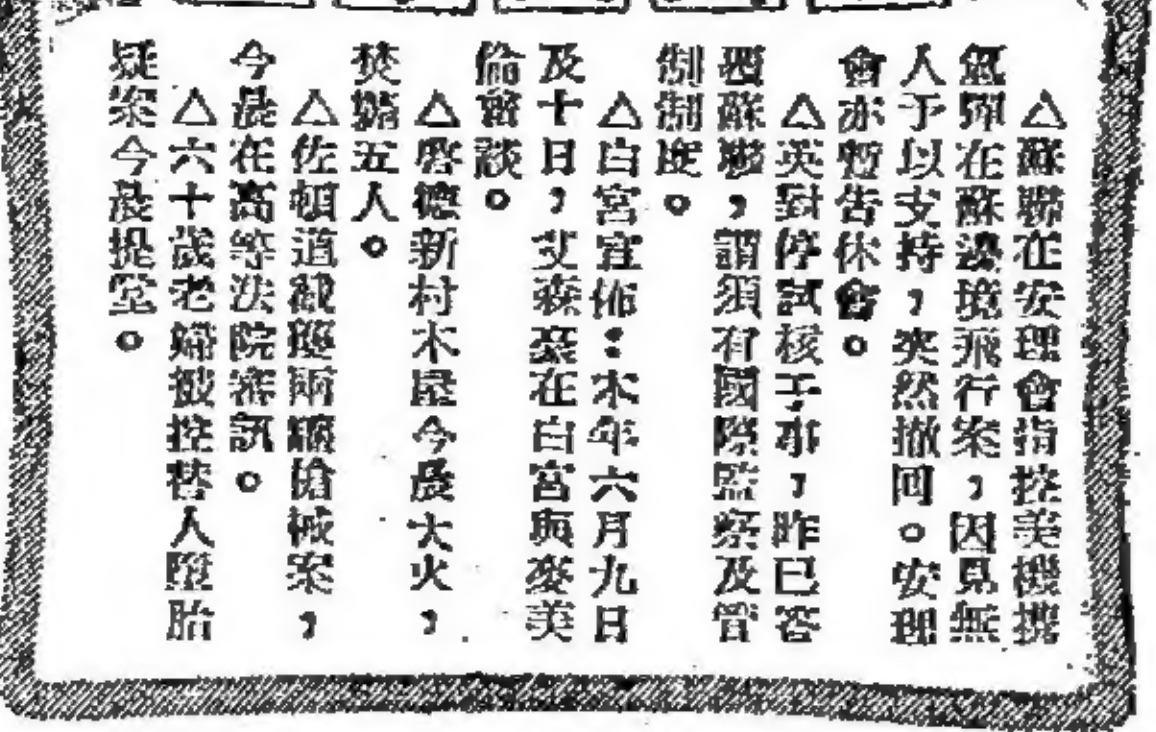 △蘇聯在安理會指控美機携
氫彈在蘇邊境飛行案，因見無
人予以支持，突然撤回。安理
會亦暫告休會。
△英對停試核子事，昨已答
覆蘇聯，謂須有國際監察及管
制制度。
△白宮宣佈：本年六月九日
及十日，艾森豪在白宮與麥美
倫會談。
△磨德新村木屋今晨大火，
焚斃五人。
△佐頓道截獲兩購槍械案，
今晨在高等法院審訊。
△六十歲老婦被控替人墮胎
疑案今晨提堂。